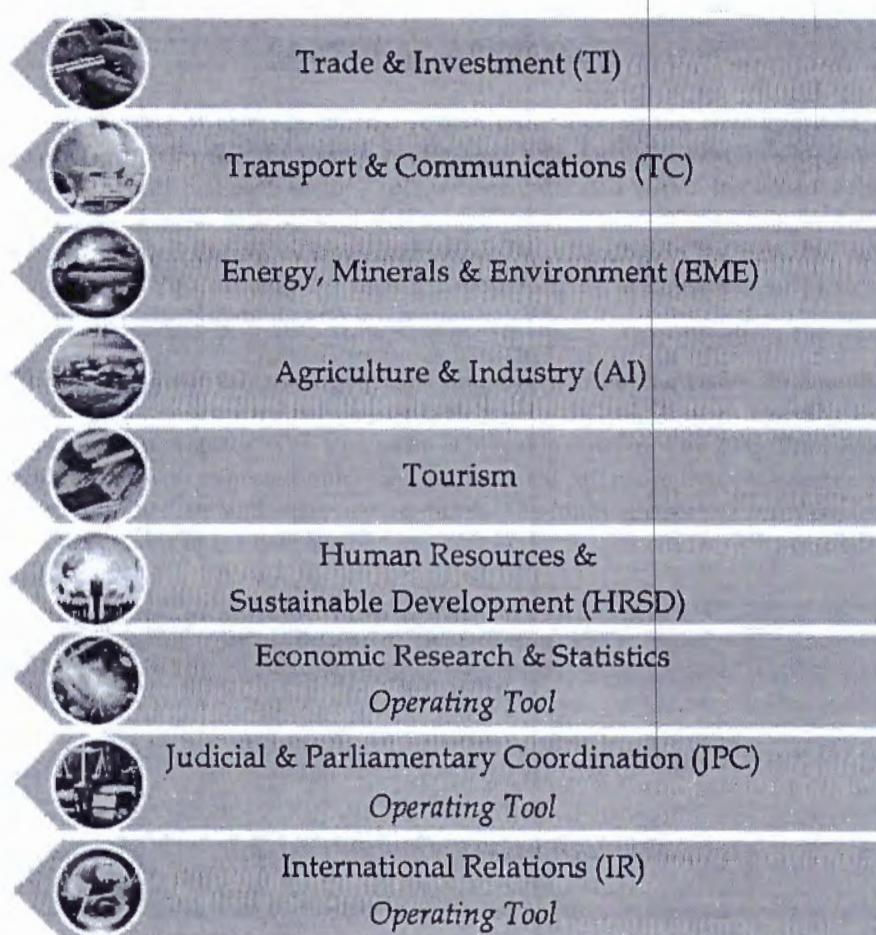 Trade & Investment (TI)
Transport & Communications (TC)
Energy, Minerals & Environment (EME)
Agriculture & Industry (AI)
Tourism
Human Resources &
Sustainable Development (HRSD)
Economic Research & Statistics
Operating Tool
Judicial & Parliamentary Coordination (JPC)
Operating Tool
International Relations (IR)
Operating Tool